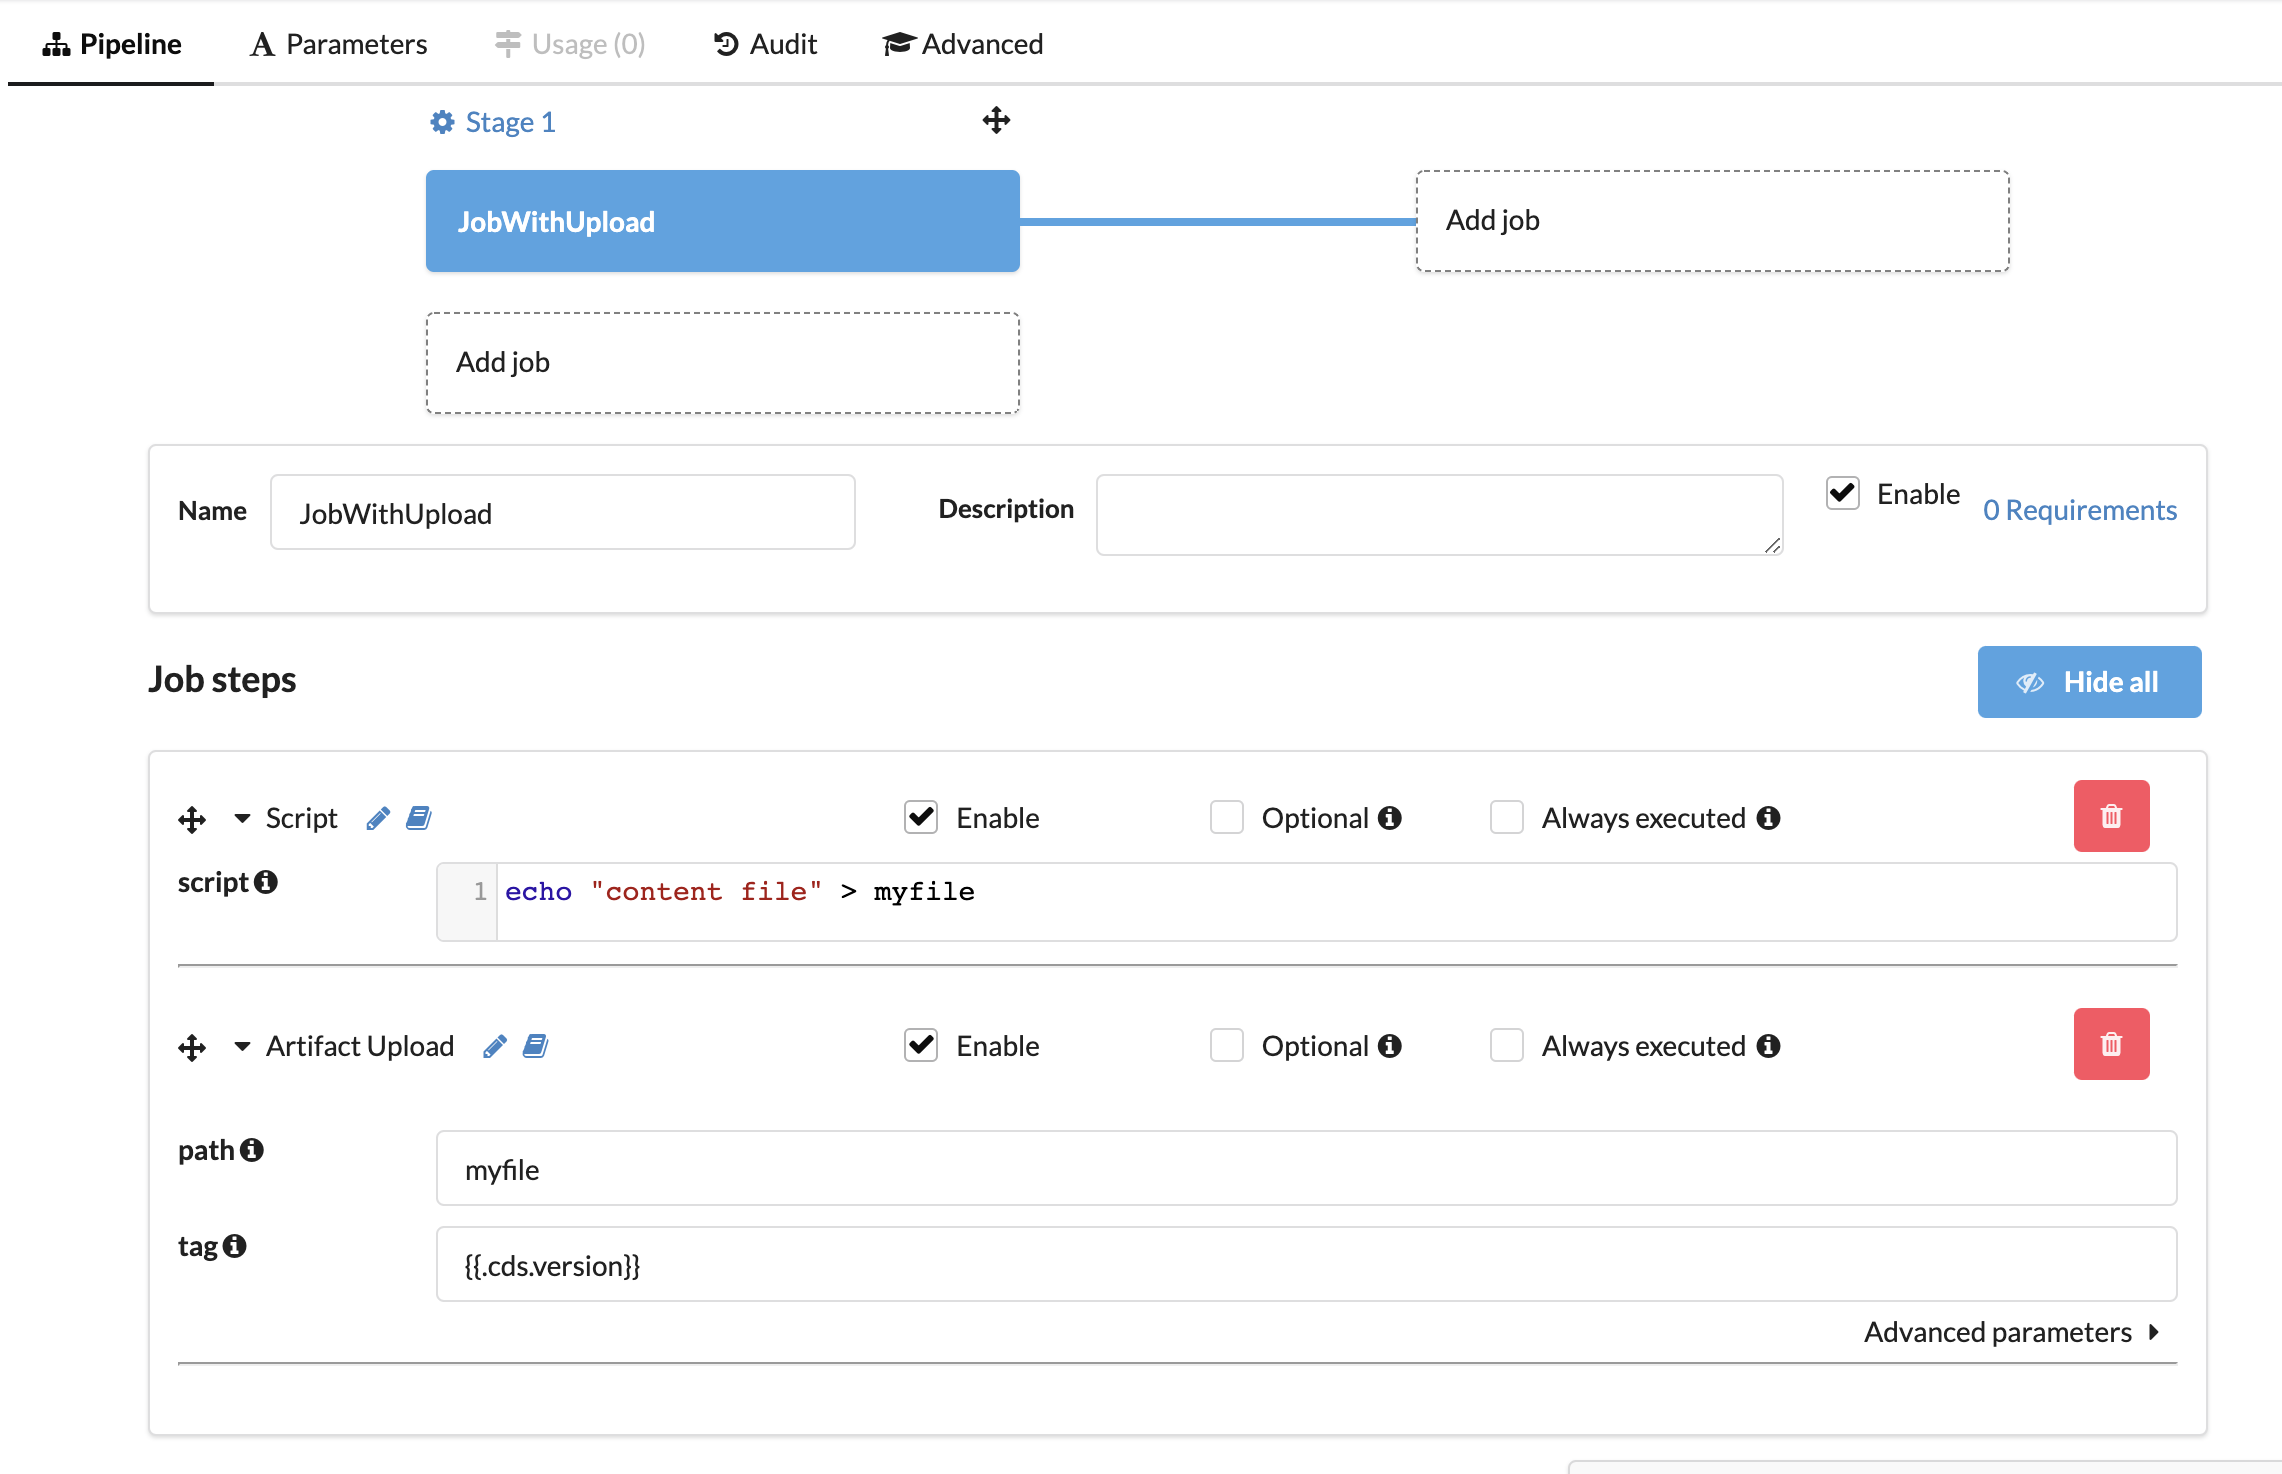 Pipeline Parameters Usage (0) Audit Advanced
Stage 1
JobWithUpload Add job
Add job
Name JobWithUpload Description Enable 0 Requirements
Job steps Hide all
Script Enable Optional Always executed
script 1 echo "content file" > myfile
Artifact Upload Enable Optional Always executed
path myfile
tag {{.cds.version}}
Advanced parameters